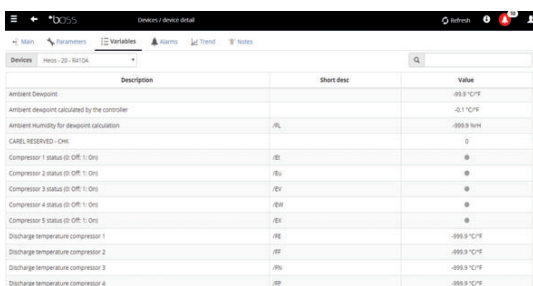 boss Devices / device detail Refresh 18
Main Parameters Variables Alarms Trend Notes
Devices Heos - 20 - R410A
Description Short desc Value
Ambient Dewpoint -99.9 °C/°F
Ambient dewpoint calculated by the controller -0.1 °C/°F
Ambient Humidity for dewpoint calculation /FL -999.9 %rH
CAREL RESERVED - CHK 0
Compressor 1 status (0: Off; 1: On) /Et
Compressor 2 status (0: Off; 1: On) /Eu
Compressor 3 status (0: Off; 1: On) /EV
Compressor 4 status (0: Off; 1: On) /EW
Compressor 5 status (0: Off; 1: On) /EX
Discharge temperature compressor 1 /FE -999.9 °C/°F
Discharge temperature compressor 2 /FF -999.9 °C/°F
Discharge temperature compressor 3 /FN -999.9 °C/°F
Discharge temperature compressor 4 /FP -999.9 °C/°F